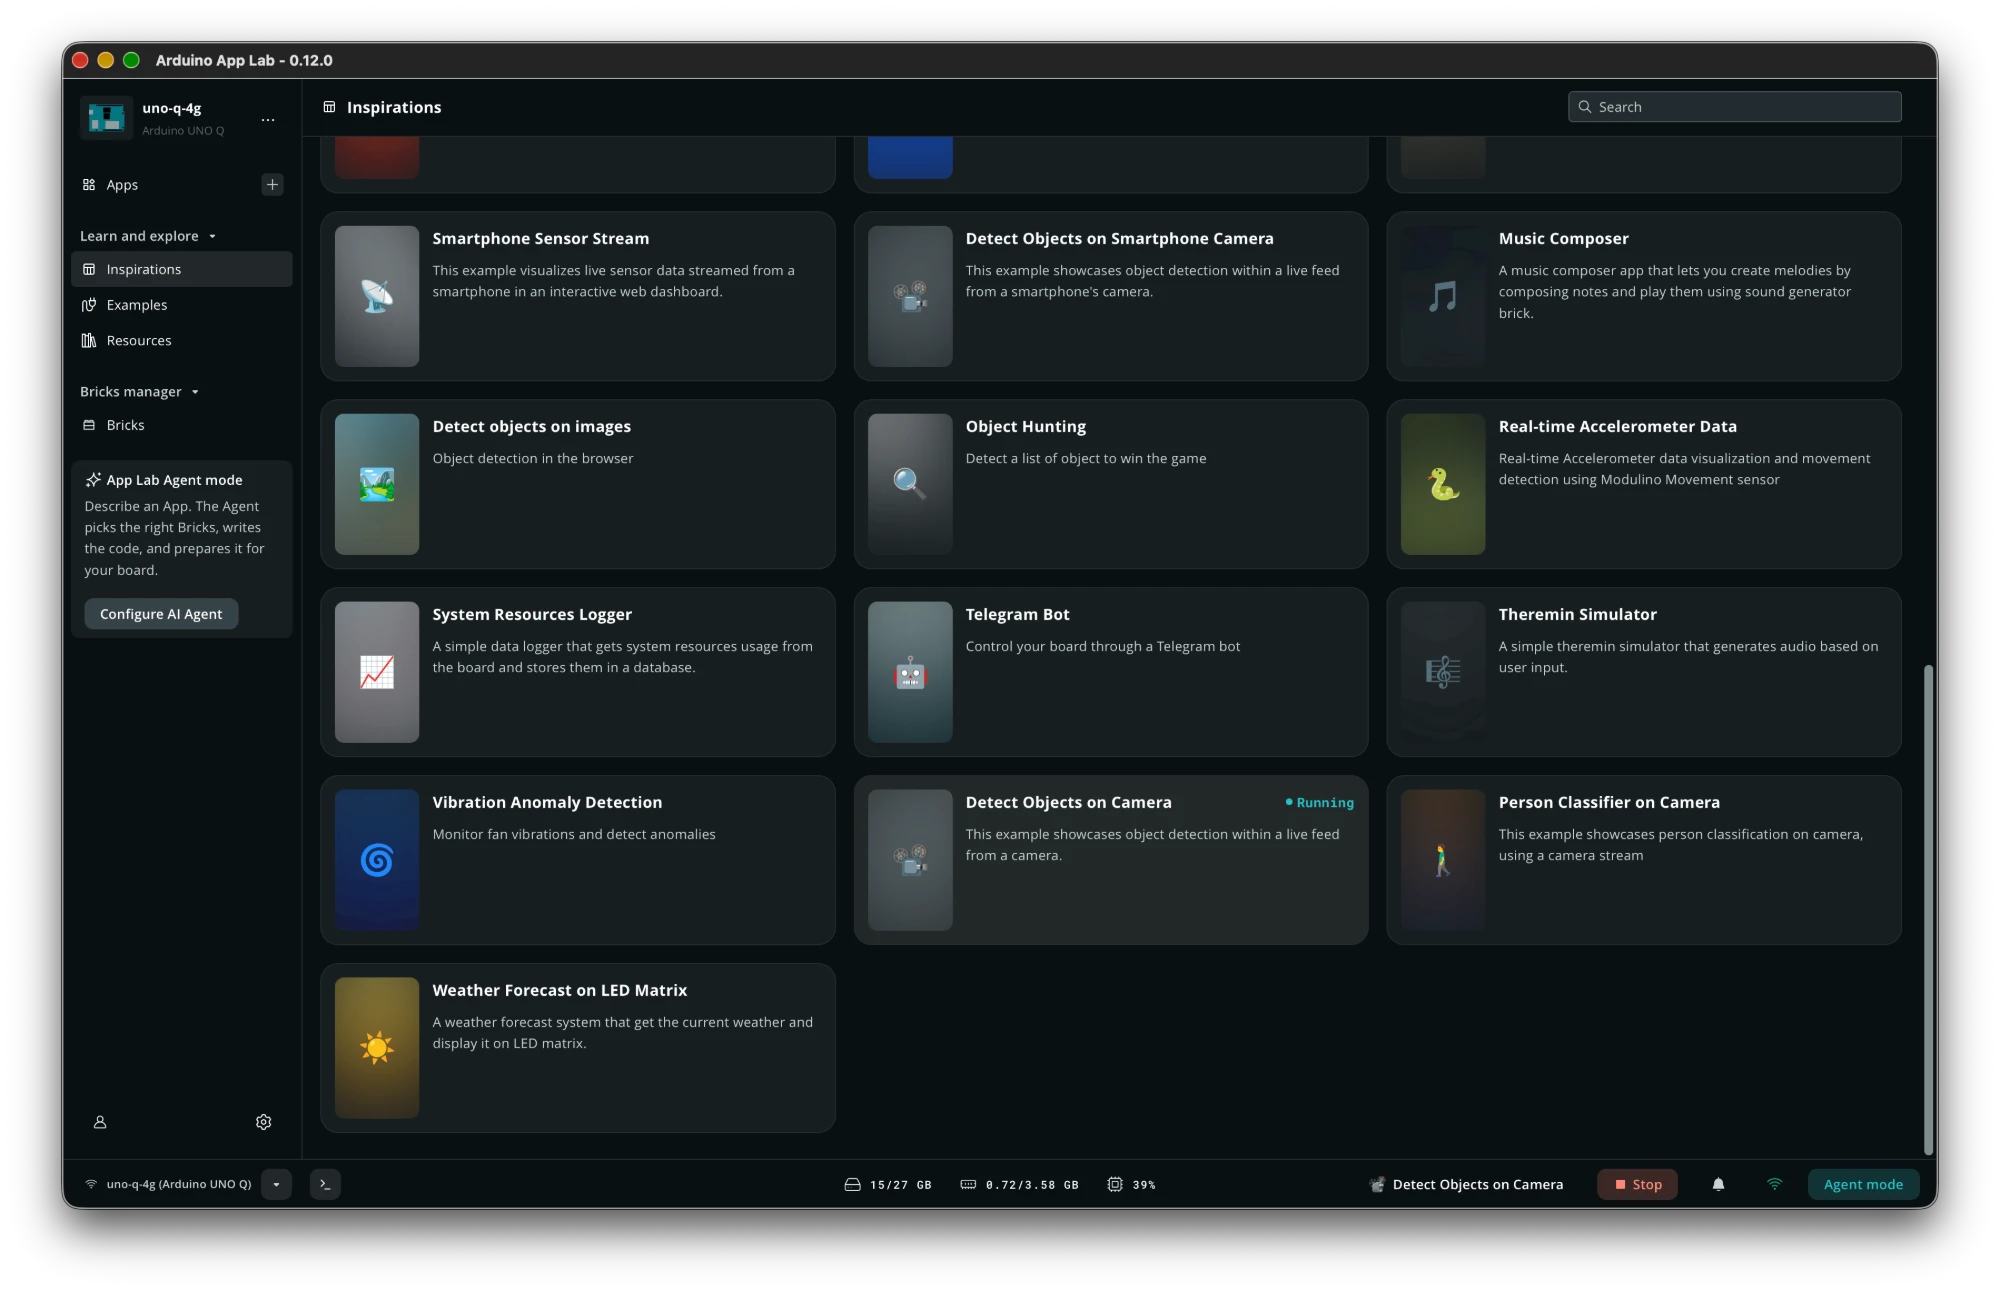 Arduino App Lab - 0.12.0
uno-q-4g
Arduino UNO Q
Apps
Learn and explore
Inspirations
Examples
Resources
Bricks manager
Bricks
App Lab Agent mode
Describe an App. The Agent
picks the right Bricks, writes
the code, and prepares it for
your board.
Configure AI Agent
Inspirations
Search
Smartphone Sensor Stream
This example visualizes live sensor data streamed from a
smartphone in an interactive web dashboard.
Detect Objects on Smartphone Camera
This example showcases object detection within a live feed
from a smartphone's camera.
Music Composer
A music composer app that lets you create melodies by
composing notes and play them using sound generator
brick.
Detect objects on images
Object detection in the browser
Object Hunting
Detect a list of object to win the game
Real-time Accelerometer Data
Real-time Accelerometer data visualization and movement
detection using Modulino Movement sensor
System Resources Logger
A simple data logger that gets system resources usage from
the board and stores them in a database.
Telegram Bot
Control your board through a Telegram bot
Theremin Simulator
A simple theremin simulator that generates audio based on
user input.
Vibration Anomaly Detection
Monitor fan vibrations and detect anomalies
Detect Objects on Camera
Running
This example showcases object detection within a live feed
from a camera.
Person Classifier on Camera
This example showcases person classification on camera,
using a camera stream
Weather Forecast on LED Matrix
A weather forecast system that get the current weather and
display it on LED matrix.
uno-q-4g (Arduino UNO Q)
15/27 GB
0.72/3.58 GB
39%
Detect Objects on Camera
Stop
Agent mode